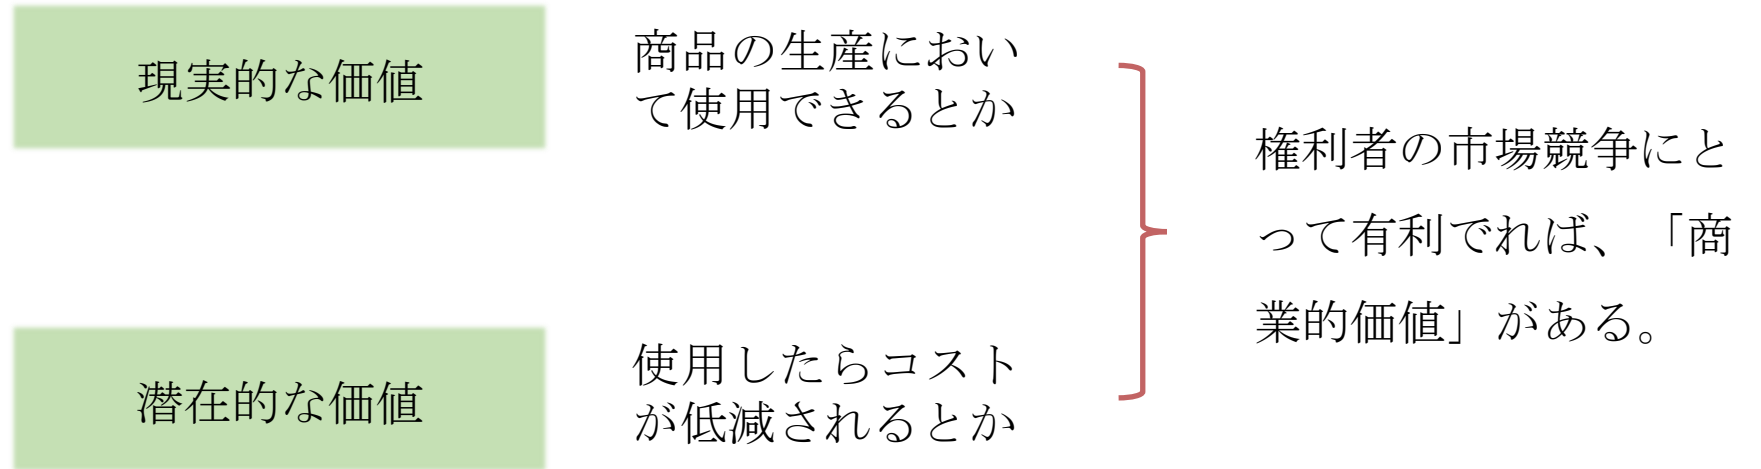 現実的な価値
商品の生産におい
て使用できるとか
権利者の市場競争にと
って有利でれば、「商
業的価値」がある。
潜在的な価値
使用したらコスト
が低減されるとか